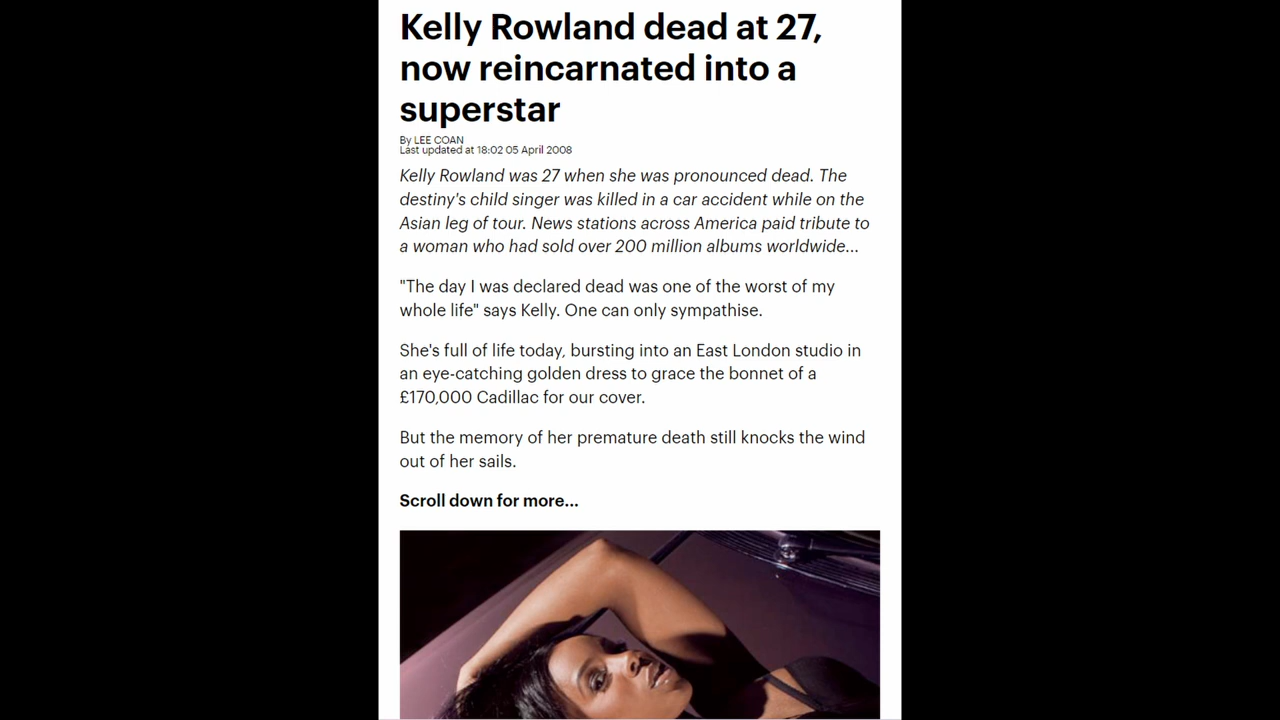 Kelly Rowland dead at 27,
now reincarnated into a
superstar
By LEE COAN
Last updated at 18:02 05 April 2008
Kelly Rowland was 27 when she was pronounced dead. The
destiny's child singer was killed in a car accident while on the
Asian leg of tour. News stations across America paid tribute to
a woman who had sold over 200 million albums worldwide...
"The day I was declared dead was one of the worst of my
whole life" says Kelly. One can only sympathise.
She's full of life today, bursting into an East London studio in
an eye-catching golden dress to grace the bonnet of a
£170,000 Cadillac for our cover.
But the memory of her premature death still knocks the wind
out of her sails.
Scroll down for more...